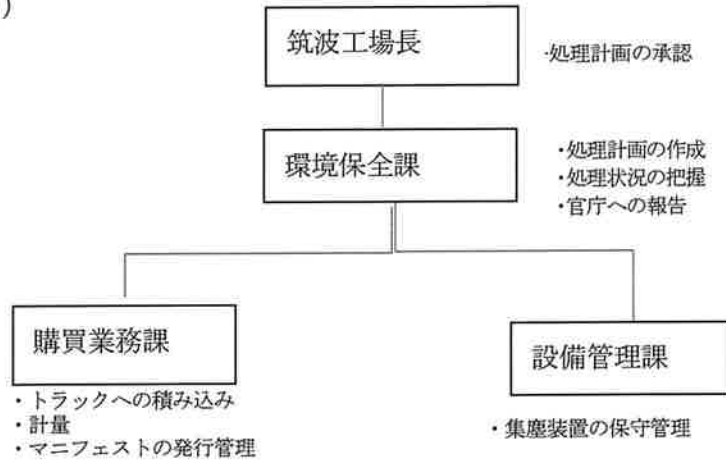 )
筑波工場長
-処理計画の承認
環境保全課
・処理計画の作成
・処理状況の把握
・官庁への報告
購買業務課
・トラックへの積み込み
・計量
・マニフェストの発行管理
設備管理課
・集塵装置の保守管理